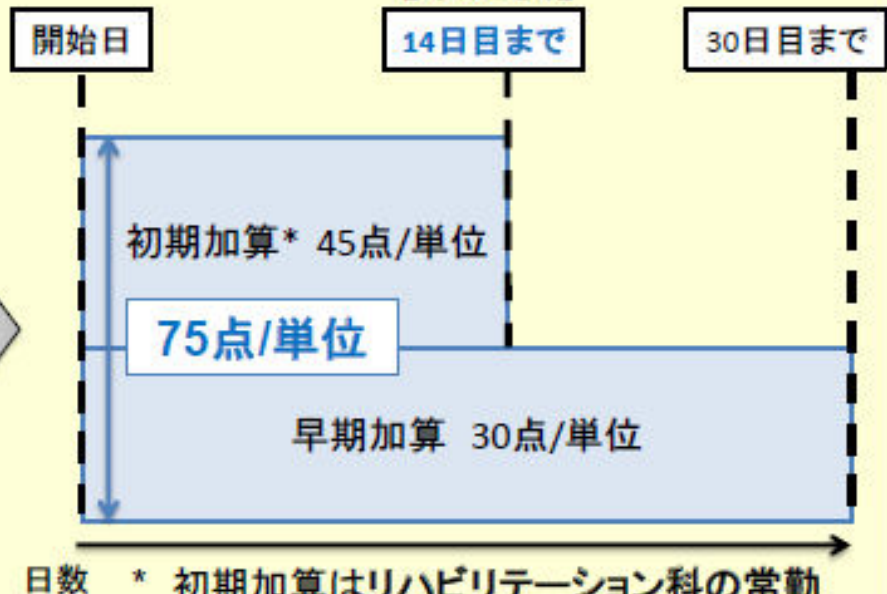 開始日
14日目まで
30日目まで
初期加算* 45点/単位
75点/単位
早期加算 30点/単位
日数 * 初期加算はリハビリテーション科の常勤